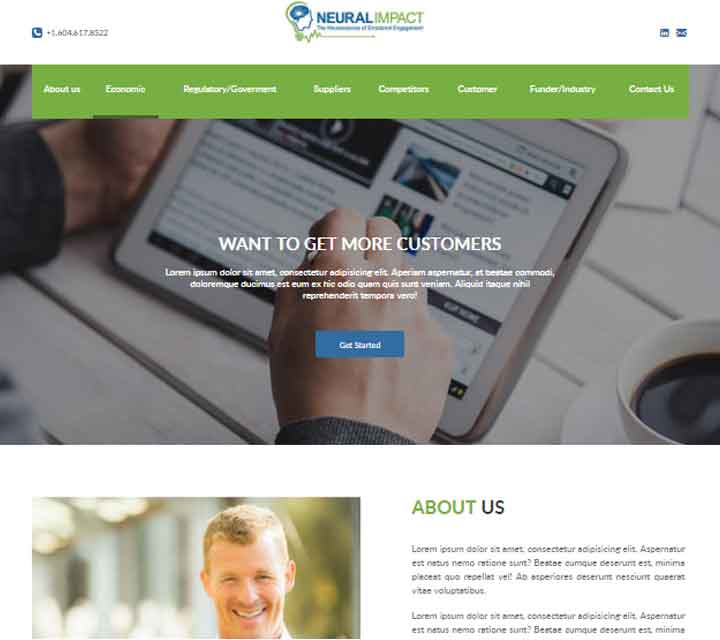 +1.604.617.8522
NEURAL IMPACT
The Neuroscience of Emotional Engagement
About us Economic Regulatory/Goverment Suppliers Competitors Customer Funder/Industry Contact Us
WANT TO GET MORE CUSTOMERS
Lorem ipsum dolor sit amet, consectetur adipisicing elit. Aperiam aspernatur, et beatae commodi,
doloremque ducimus est eum ex hic odio quam quis sunt veniam. Aliquid itaque nihil
reprehenderit tempora vero!
Get Started
ABOUT US
Lorem ipsum dolor sit amet, consectetur adipisicing elit. Aspernatur
est natus nemo ratione sunt? Beatae cumque deserunt est, minima
placeat quo repellat vel! Ab asperiores deserunt nesciunt quaerat
vitae voluptatibus.
Lorem ipsum dolor sit amet, consectetur adipisicing elit. Aspernatur
est natus nemo ratione sunt? Beatae cumque deserunt est, minima